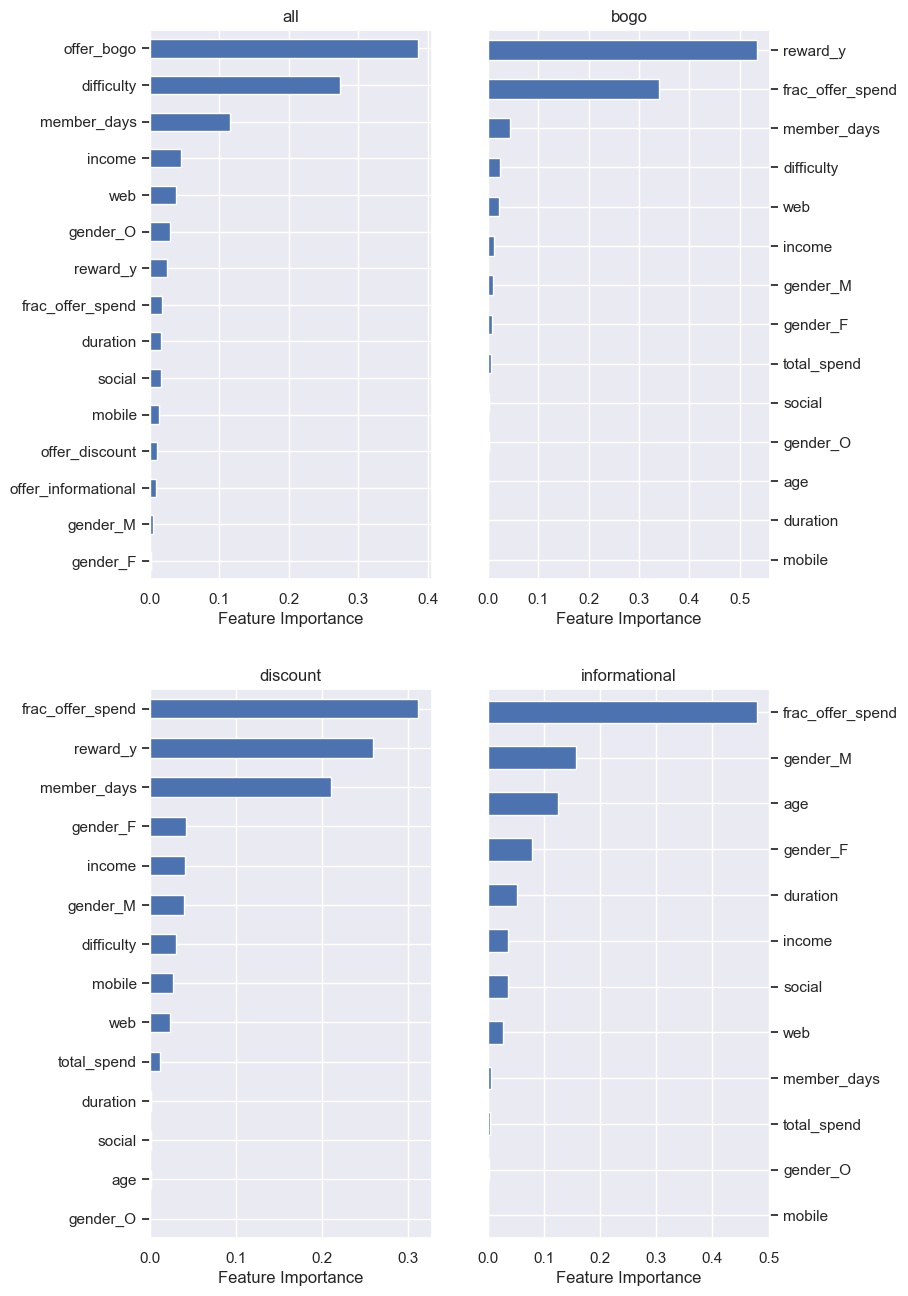 all
offer_bogo
difficulty
member_days
income
web
gender_O
reward_y
frac_offer_spend
duration
social
mobile
offer_discount
offer_informational
gender_M
gender_F
0.0 0.1 0.2 0.3 0.4
Feature Importance
bogo
reward_y
frac_offer_spend
member_days
difficulty
web
income
gender_M
gender_F
total_spend
social
gender_O
age
duration
mobile
0.0 0.1 0.2 0.3 0.4 0.5
Feature Importance
discount
frac_offer_spend
reward_y
member_days
gender_F
income
gender_M
difficulty
mobile
web
total_spend
duration
social
age
gender_O
0.0 0.1 0.2 0.3
Feature Importance
informational
frac_offer_spend
gender_M
age
gender_F
duration
income
social
web
member_days
total_spend
gender_O
mobile
0.0 0.1 0.2 0.3 0.4 0.5
Feature Importance